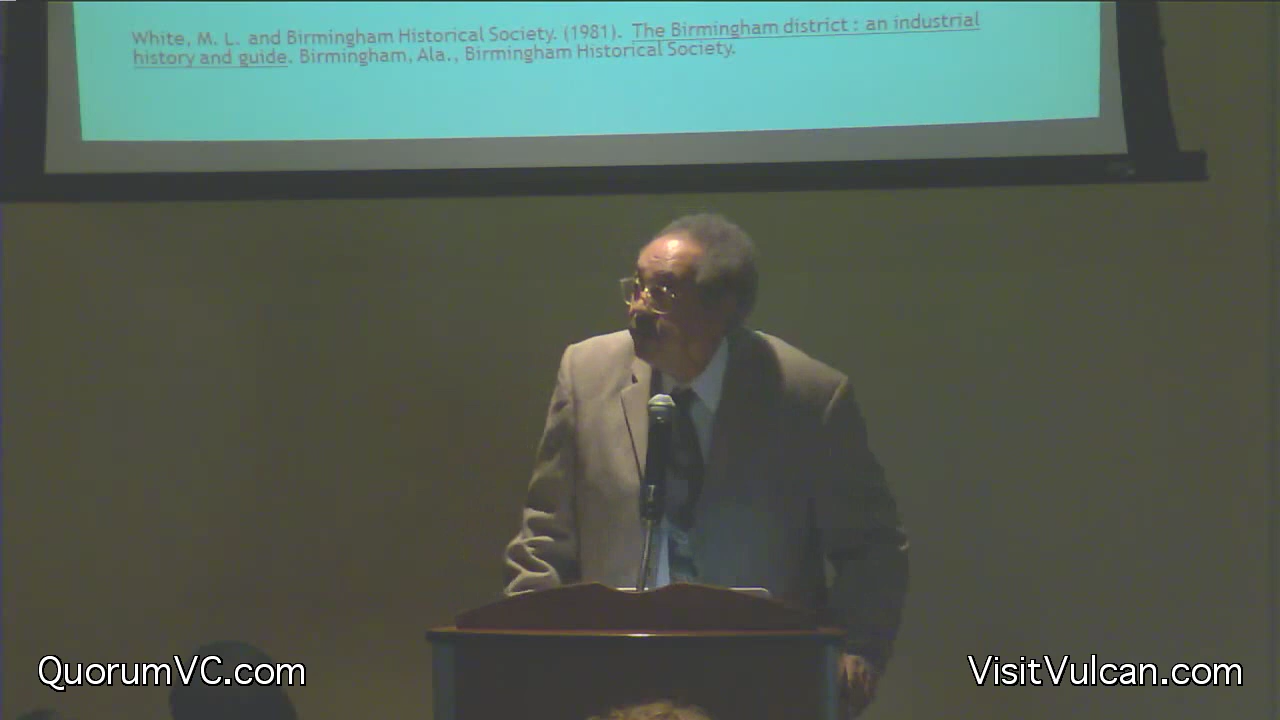 White, M. L. and Birmingham Historical Society. (1981). The Birmingham district : an industrial
history and guide. Birmingham, Ala., Birmingham Historical Society.
QuorumVC.com
VisitVulcan.com